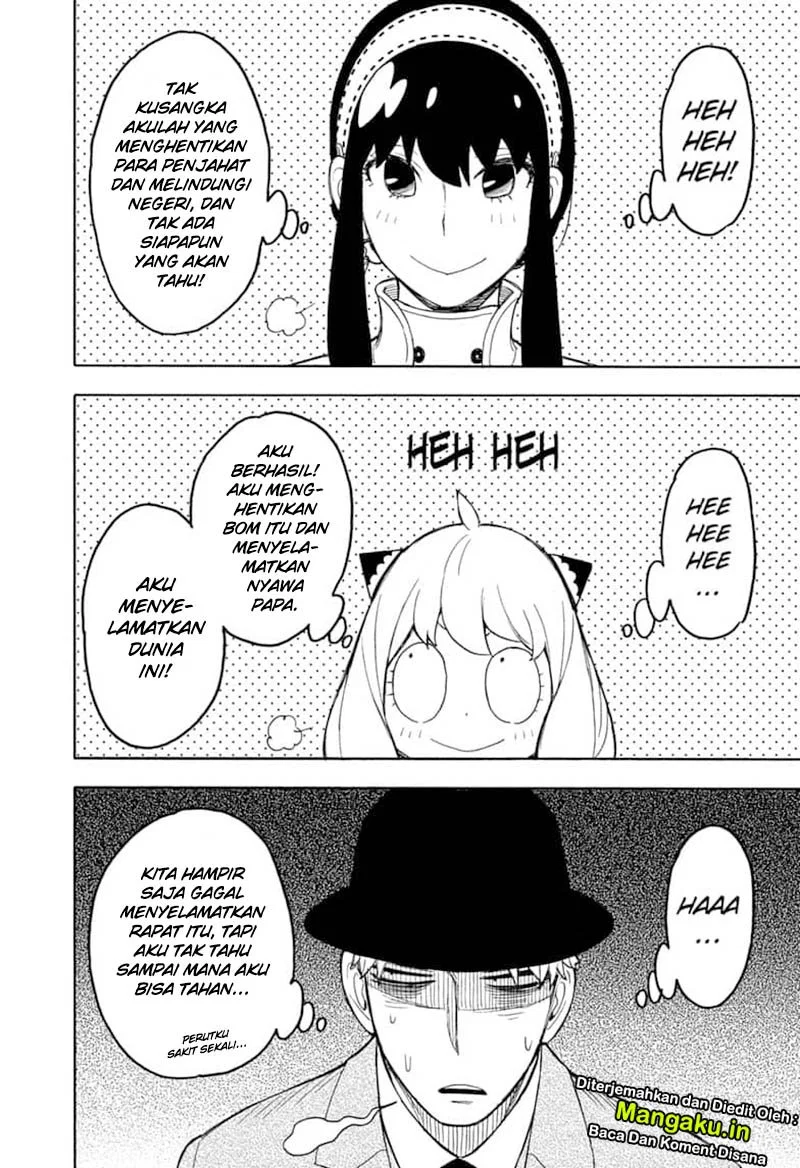 HEH
HEH
HEH!
TAK
KUSANGKA
AKULAH YANG
MENGHENTIKAN
PARA PENJAHAT
DAN MELINDUNGI
NEGERI, DAN
TAK ADA
SIAPAPUN
YANG AKAN
TAHU!
HEE
HEE
HEE
...
HEH HEH
AKU
BERHASIL!
AKU MENG-
HENTIKAN
BOM ITU DAN
MENYELA-
MATKAN
NYAWA
PAPA.
AKU
MENYE-
LAMATKAN
DUNIA
INI!
HAAA
...
KITA HAMPIR
SAJA GAGAL
MENYELAMATKAN
RAPAT ITU, TAPI
AKU TAK TAHU
SAMPAI MANA AKU
BISA TAHAN...
PERUTKU
SAKIT SEKALI...
Diterjemahkan dan Diedit Oleh :
Mangaku.in
Baca Dan Koment Disana